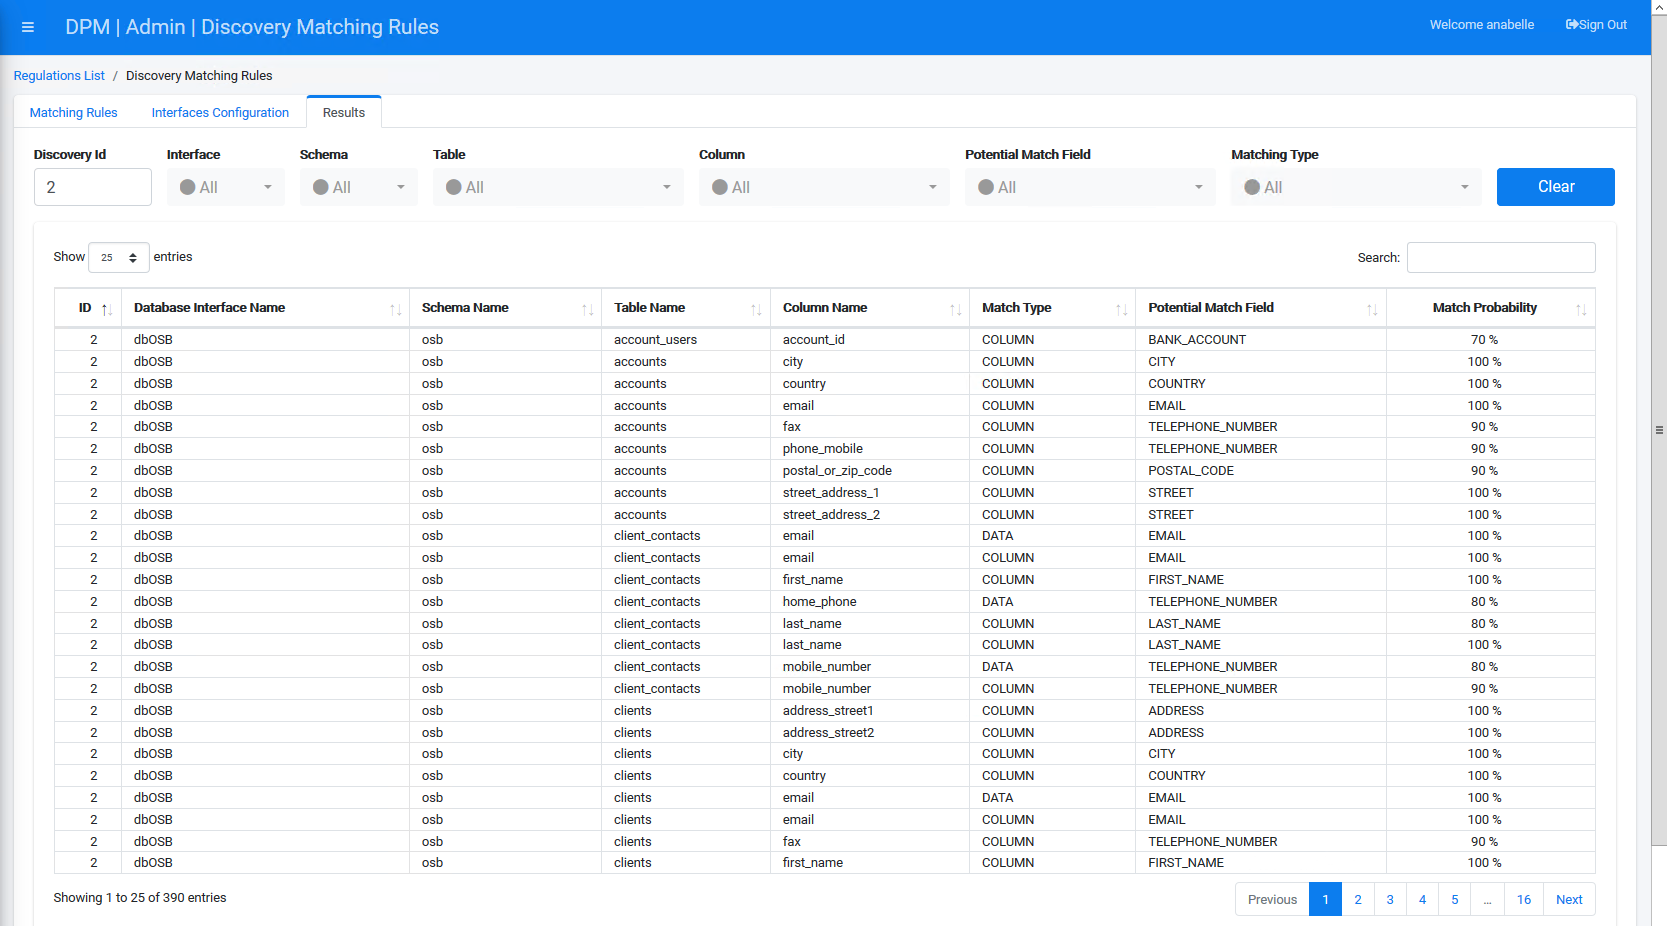 DPM | Admin | Discovery Matching Rules
Welcome anabelle
Sign Out
Regulations List / Discovery Matching Rules
Matching Rules Interfaces Configuration Results
Discovery Id Interface Schema Table Column Potential Match Field Matching Type
2 All All All All All All Clear
Show 25 entries Search:
ID Database Interface Name Schema Name Table Name Column Name Match Type Potential Match Field Match Probability
2 dbOSB osb account_users account_id COLUMN BANK_ACCOUNT 70 %
2 dbOSB osb accounts city COLUMN CITY 100 %
2 dbOSB osb accounts country COLUMN COUNTRY 100 %
2 dbOSB osb accounts email COLUMN EMAIL 100 %
2 dbOSB osb accounts fax COLUMN TELEPHONE_NUMBER 90 %
2 dbOSB osb accounts phone_mobile COLUMN TELEPHONE_NUMBER 90 %
2 dbOSB osb accounts postal_or_zip_code COLUMN POSTAL_CODE 90 %
2 dbOSB osb accounts street_address_1 COLUMN STREET 100 %
2 dbOSB osb accounts street_address_2 COLUMN STREET 100 %
2 dbOSB osb client_contacts email DATA EMAIL 100 %
2 dbOSB osb client_contacts email COLUMN EMAIL 100 %
2 dbOSB osb client_contacts first_name COLUMN FIRST_NAME 100 %
2 dbOSB osb client_contacts home_phone DATA TELEPHONE_NUMBER 80 %
2 dbOSB osb client_contacts last_name COLUMN LAST_NAME 80 %
2 dbOSB osb client_contacts last_name COLUMN LAST_NAME 100 %
2 dbOSB osb client_contacts mobile_number DATA TELEPHONE_NUMBER 80 %
2 dbOSB osb client_contacts mobile_number COLUMN TELEPHONE_NUMBER 90 %
2 dbOSB osb clients address_street1 COLUMN ADDRESS 100 %
2 dbOSB osb clients address_street2 COLUMN ADDRESS 100 %
2 dbOSB osb clients city COLUMN CITY 100 %
2 dbOSB osb clients country COLUMN COUNTRY 100 %
2 dbOSB osb clients email DATA EMAIL 100 %
2 dbOSB osb clients email COLUMN EMAIL 100 %
2 dbOSB osb clients fax COLUMN TELEPHONE_NUMBER 90 %
2 dbOSB osb clients first_name COLUMN FIRST_NAME 100 %
Showing 1 to 25 of 390 entries
Previous 1 2 3 4 5 … 16 Next